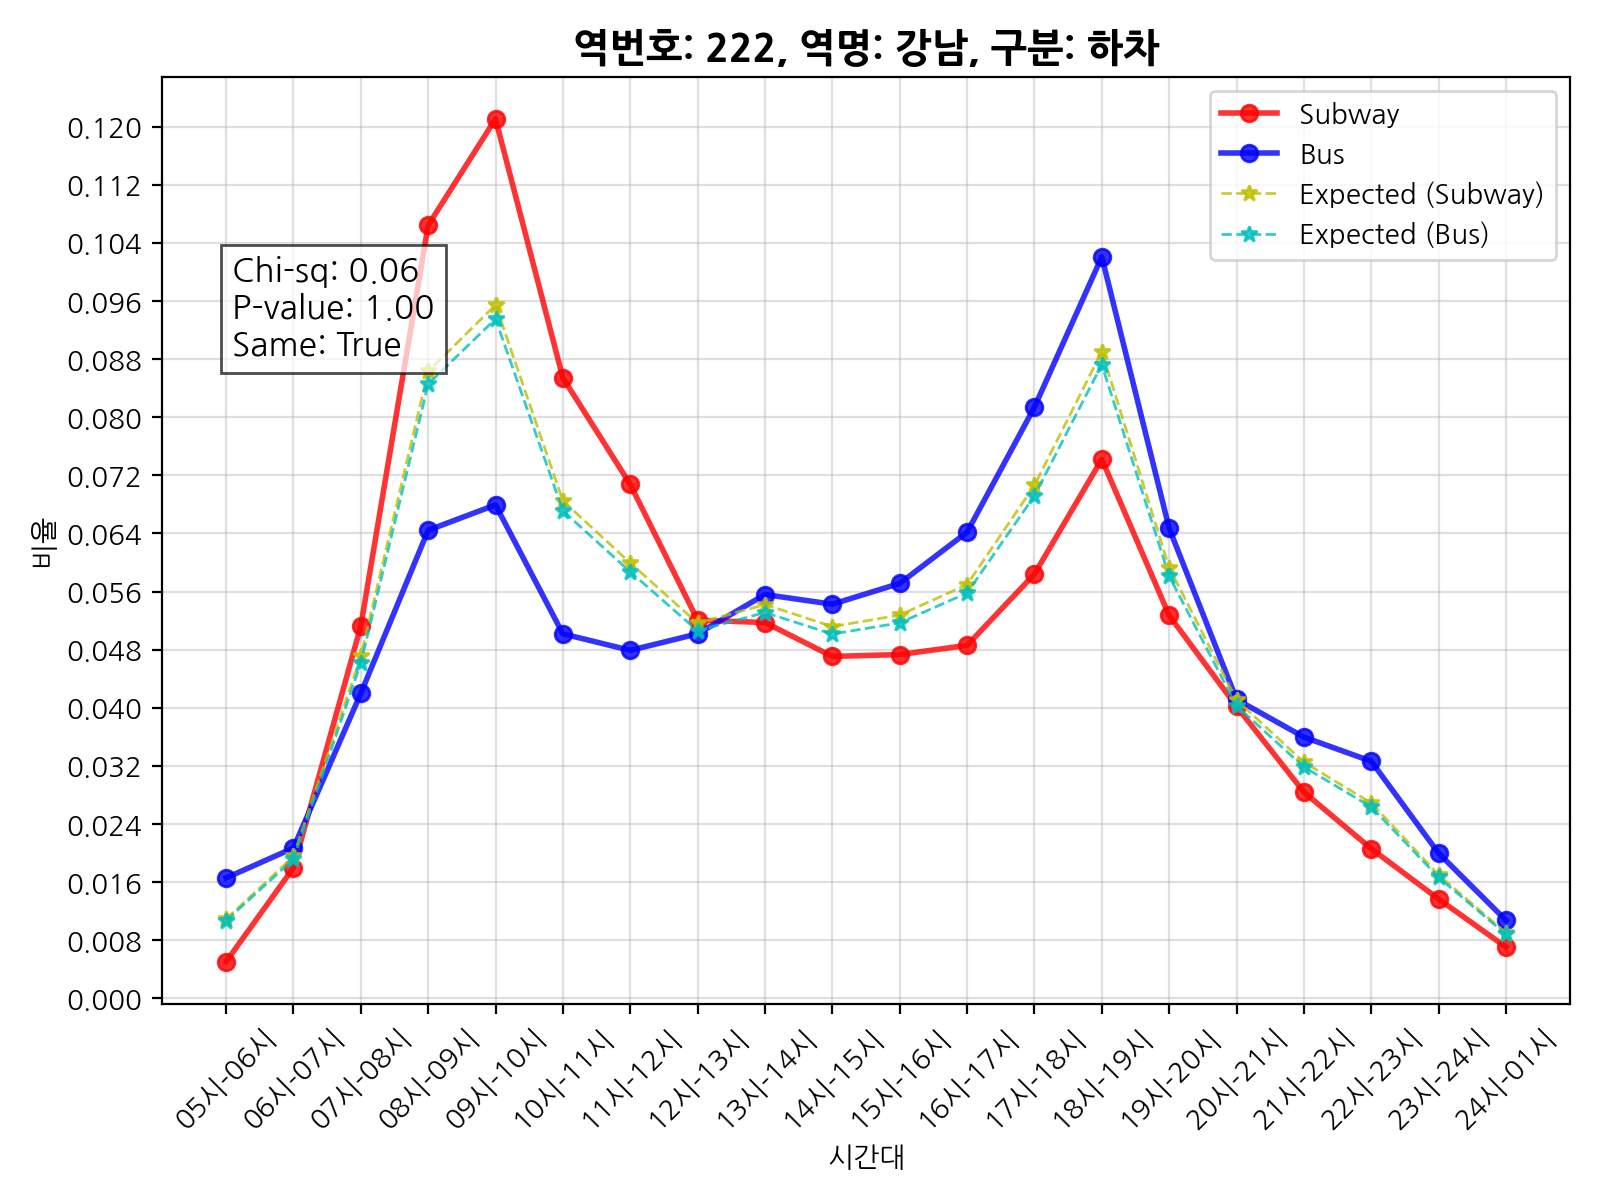 역번호: 222, 역명: 강남, 구분: 하차
Subway
Bus
Expected (Subway)
Expected (Bus)
Chi-sq: 0.06
P-value: 1.00
Same: True
비율
0.120
0.112
0.104
0.096
0.088
0.080
0.072
0.064
0.056
0.048
0.040
0.032
0.024
0.016
0.008
0.000
05시-06시
06시-07시
07시-08시
08시-09시
09시-10시
10시-11시
11시-12시
12시-13시
13시-14시
14시-15시
15시-16시
16시-17시
17시-18시
18시-19시
19시-20시
20시-21시
21시-22시
22시-23시
23시-24시
24시-01시
시간대